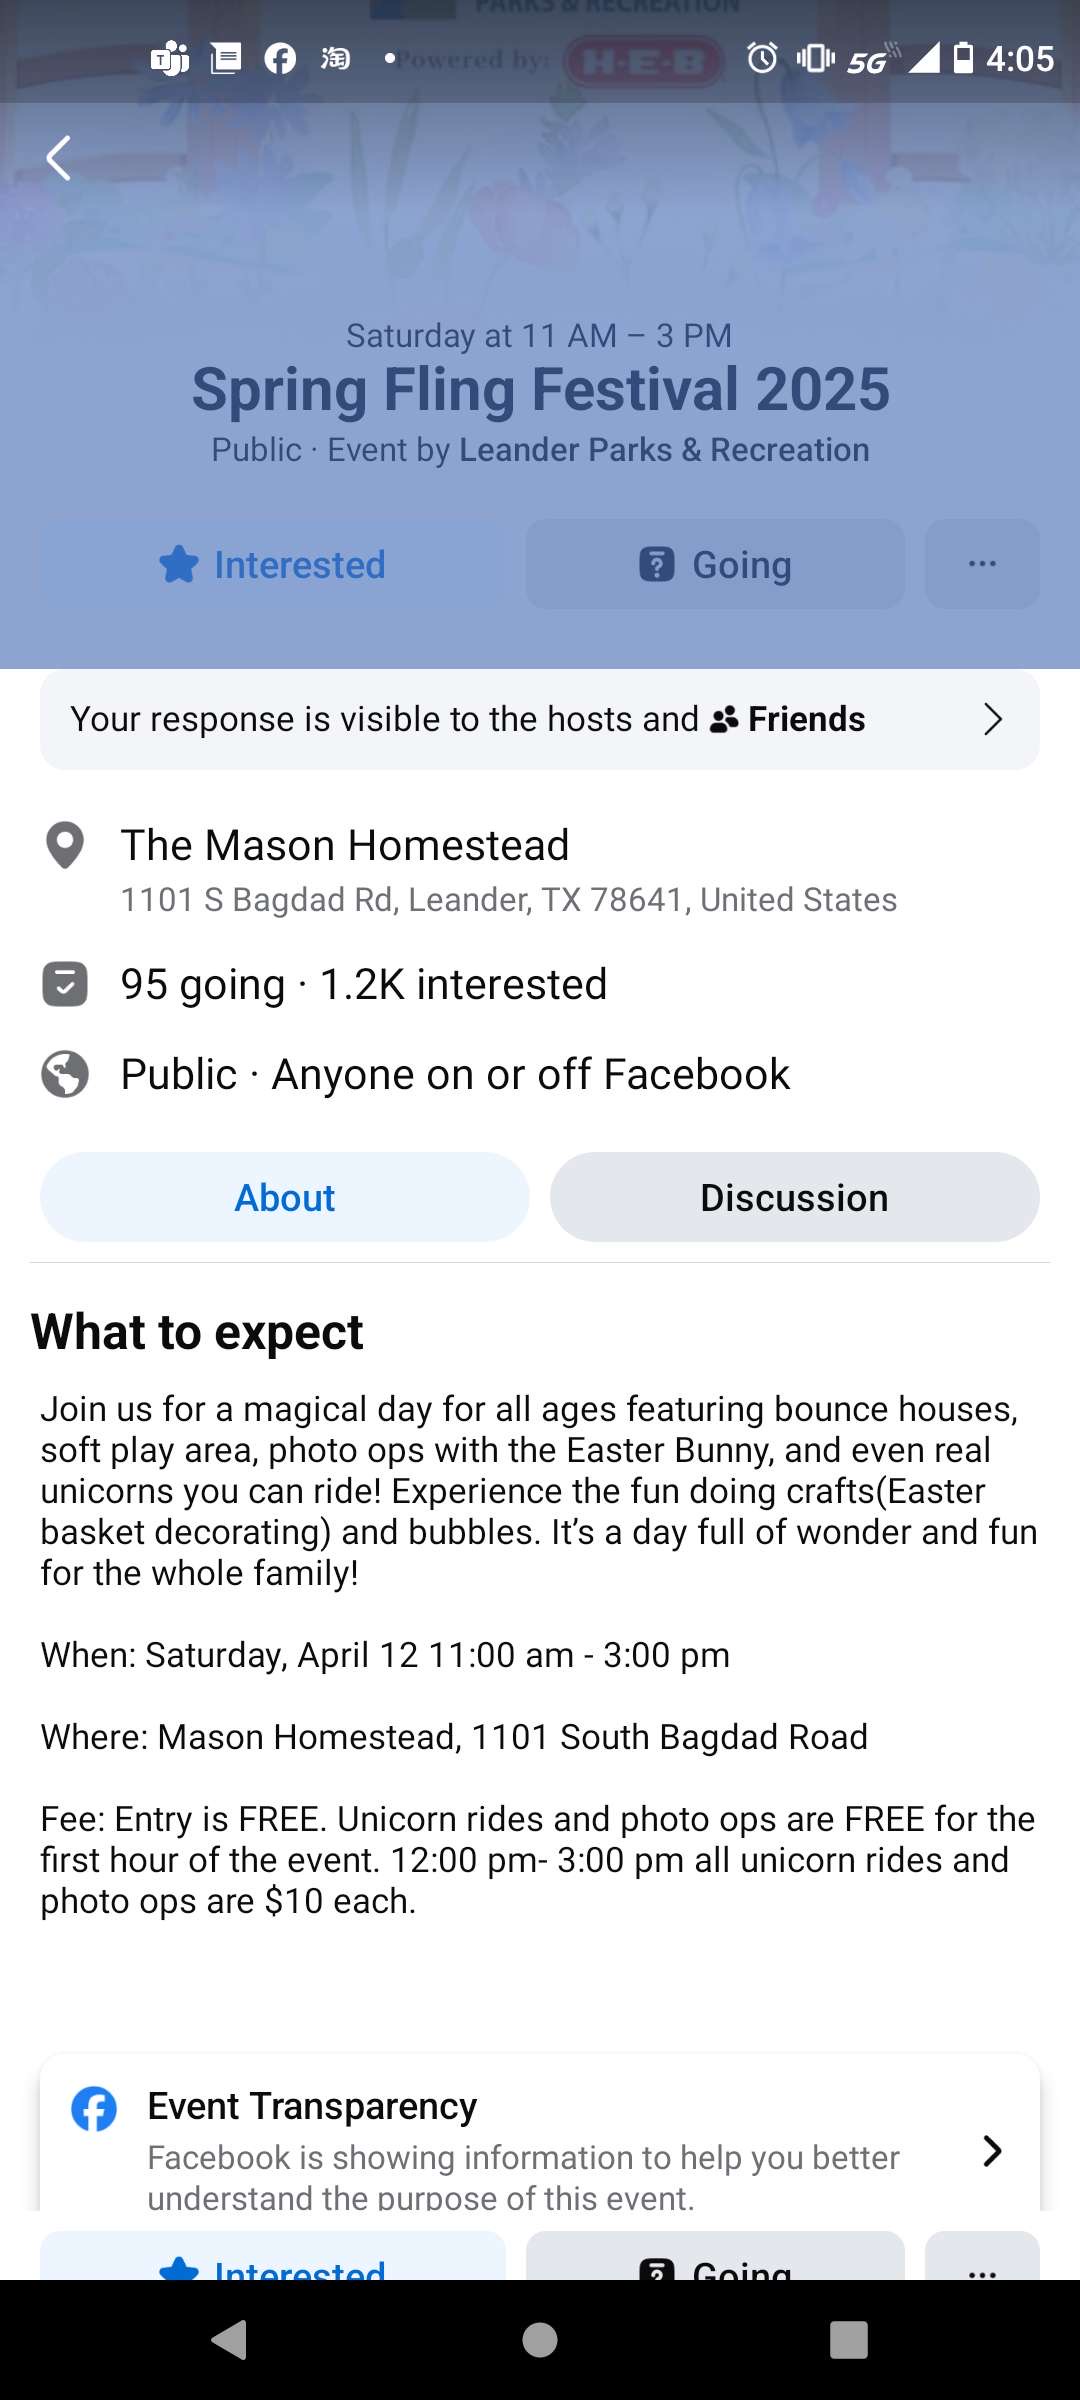 PARKS & RECREATION
Powered by: H-E-B
淘 5G 4:05
Saturday at 11 AM – 3 PM
Spring Fling Festival 2025
Public · Event by Leander Parks & Recreation
Interested
Going
Your response is visible to the hosts and Friends
The Mason Homestead
1101 S Bagdad Rd, Leander, TX 78641, United States
95 going · 1.2K interested
Public · Anyone on or off Facebook
About
Discussion
What to expect
Join us for a magical day for all ages featuring bounce houses,
soft play area, photo ops with the Easter Bunny, and even real
unicorns you can ride! Experience the fun doing crafts(Easter
basket decorating) and bubbles. It’s a day full of wonder and fun
for the whole family!
When: Saturday, April 12 11:00 am - 3:00 pm
Where: Mason Homestead, 1101 South Bagdad Road
Fee: Entry is FREE. Unicorn rides and photo ops are FREE for the
first hour of the event. 12:00 pm- 3:00 pm all unicorn rides and
photo ops are $10 each.
Event Transparency
Facebook is showing information to help you better
understand the purpose of this event.
Interested
Going